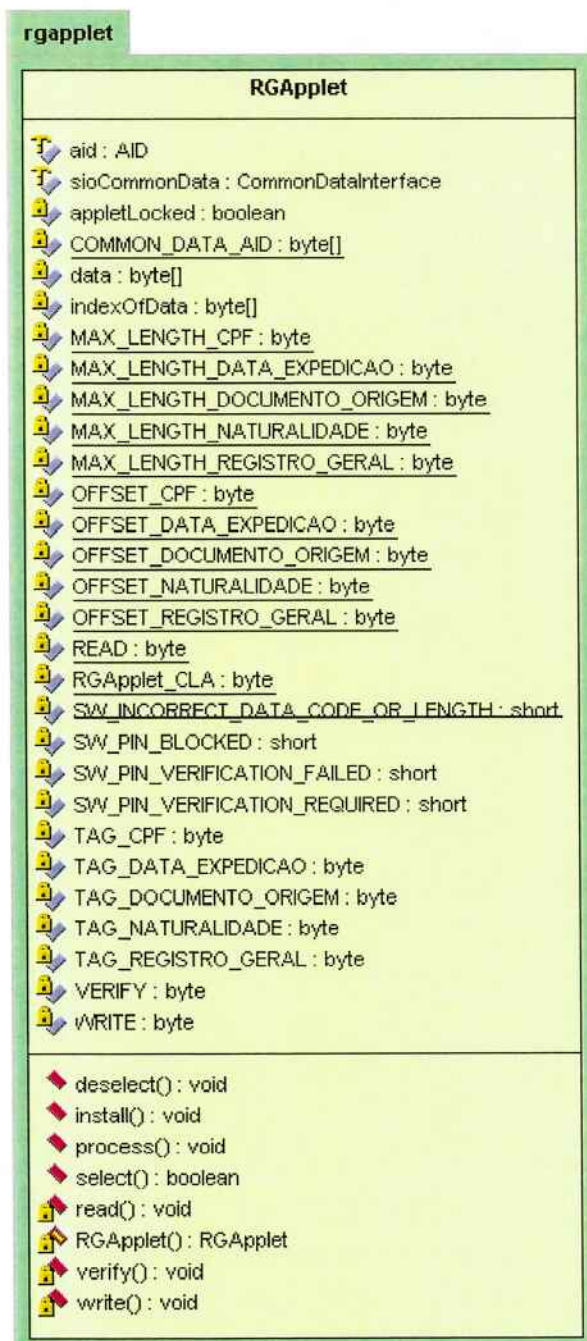 rgapplet
RGApplet
aid : AID
sioCommonData : CommonDataInterface
appletLocked : boolean
COMMON_DATA_AID : byte[]
data : byte[]
indexOfData : byte[]
MAX_LENGTH_CPF : byte
MAX_LENGTH_DATA_EXPEDICAO : byte
MAX_LENGTH_DOCUMENTO_ORIGEM : byte
MAX_LENGTH_NATURALIDADE : byte
MAX_LENGTH_REGISTRO_GERAL : byte
OFFSET_CPF : byte
OFFSET_DATA_EXPEDICAO : byte
OFFSET_DOCUMENTO_ORIGEM : byte
OFFSET_NATURALIDADE : byte
OFFSET_REGISTRO_GERAL : byte
READ : byte
RGApplet_CLA : byte
SW_INCORRECT_DATA_CODE_OR_LENGTH : short
SW_PIN_BLOCKED : short
SW_PIN_VERIFICATION_FAILED : short
SW_PIN_VERIFICATION_REQUIRED : short
TAG_CPF : byte
TAG_DATA_EXPEDICAO : byte
TAG_DOCUMENTO_ORIGEM : byte
TAG_NATURALIDADE : byte
TAG_REGISTRO_GERAL : byte
VERIFY : byte
WRITE : byte
deselect() : void
install() : void
process() : void
select() : boolean
read() : void
RGApplet() : RGApplet
verify() : void
write() : void